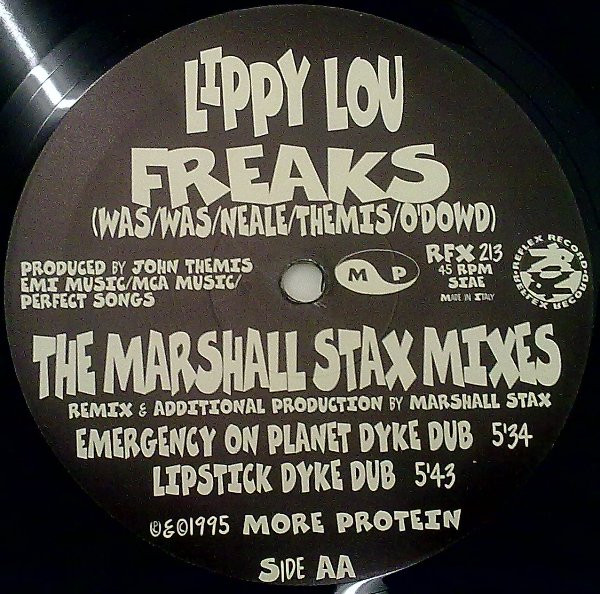 LIPPY LOU
FREAKS
(WAS/WAS/NEALE/THEMIS/O'DOWD)
PRODUCED BY JOHN THEMIS
EMI MUSIC/MCA MUSIC/
PERFECT SONGS
M P
RFX 213
45 RPM
SIAE
MADE IN ITALY
REFLEX RECORDS
REFLEX RECORDS
THE MARSHALL STAX MIXES
REMIX & ADDITIONAL PRODUCTION BY MARSHALL STAX
EMERGENCY ON PLANET DYKE DUB 5'34
LIPSTICK DYKE DUB 5'43
℗&©1995 MORE PROTEIN
SIDE AA